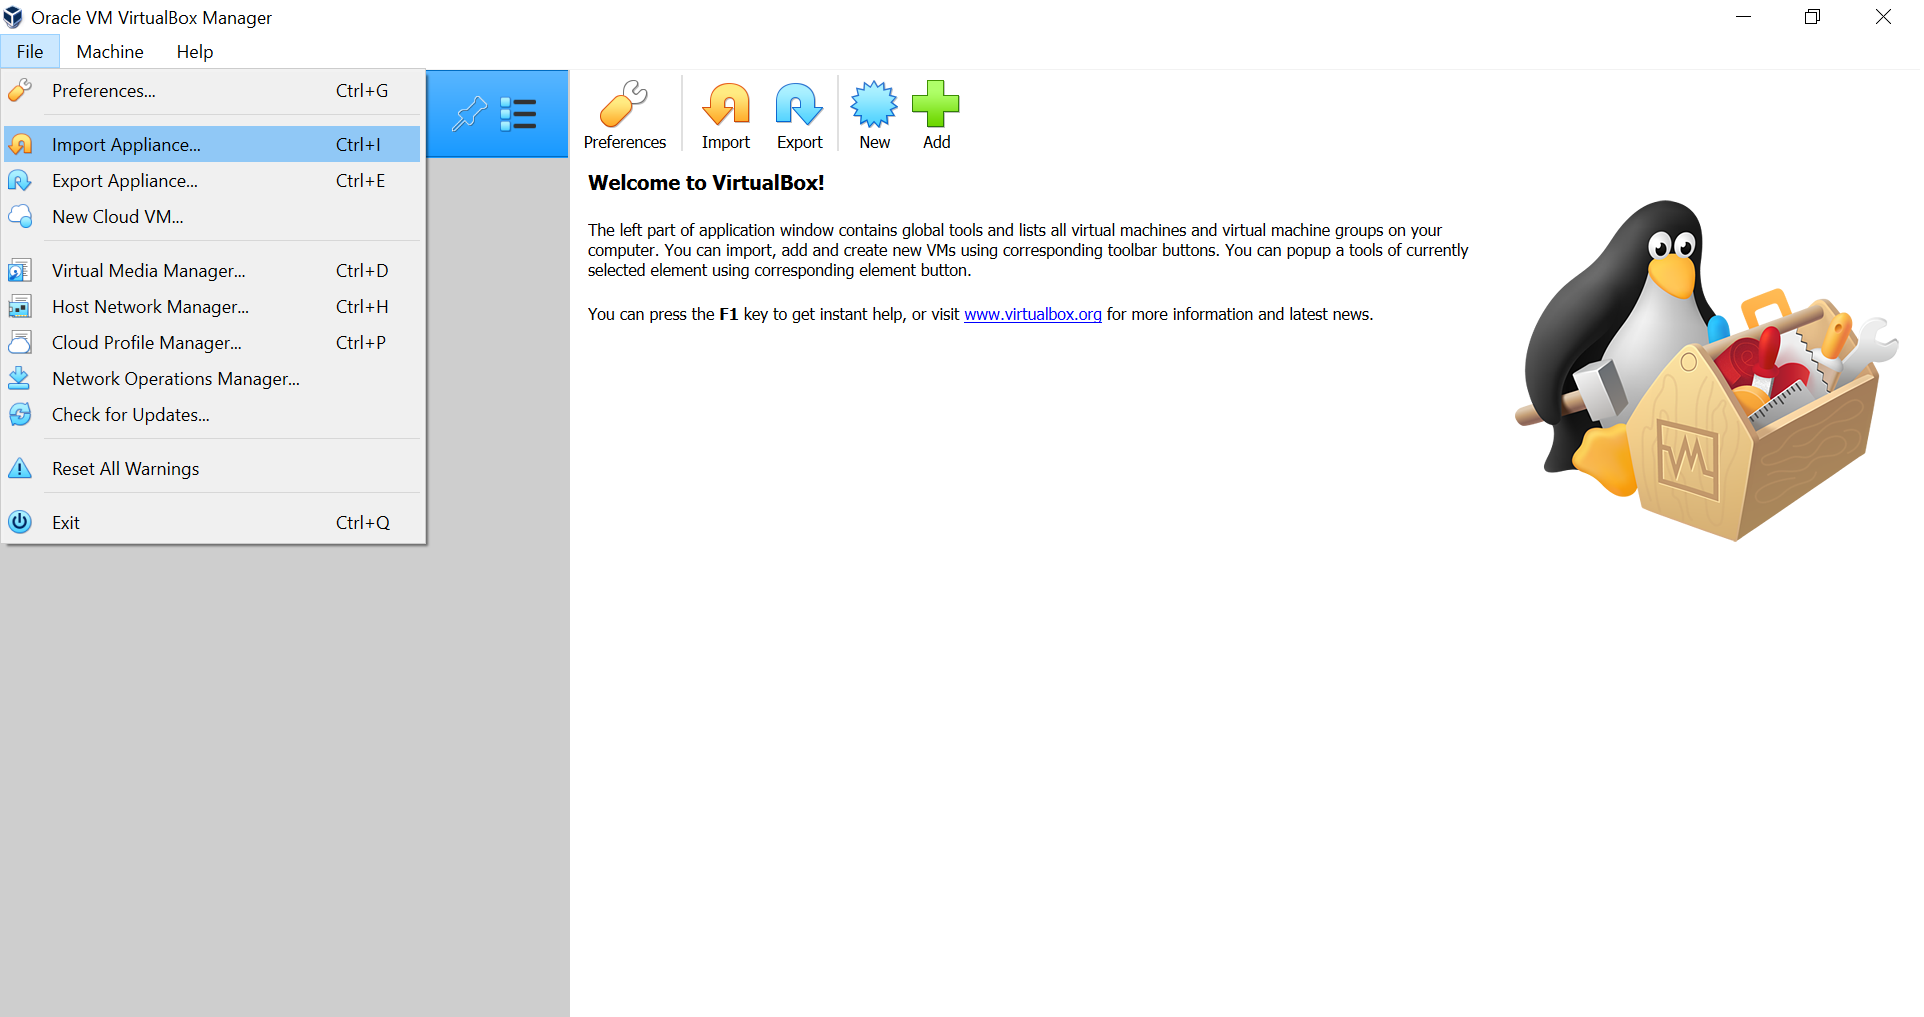 Oracle VM VirtualBox Manager
File Machine Help
Preferences... Ctrl+G
Import Appliance... Ctrl+I
Export Appliance... Ctrl+E
New Cloud VM...
Virtual Media Manager... Ctrl+D
Host Network Manager... Ctrl+H
Cloud Profile Manager... Ctrl+P
Network Operations Manager...
Check for Updates...
Reset All Warnings
Exit Ctrl+Q
Preferences Import Export New Add
Welcome to VirtualBox!
The left part of application window contains global tools and lists all virtual machines and virtual machine groups on your
computer. You can import, add and create new VMs using corresponding toolbar buttons. You can popup a tools of currently
selected element using corresponding element button.
You can press the F1 key to get instant help, or visit www.virtualbox.org for more information and latest news.